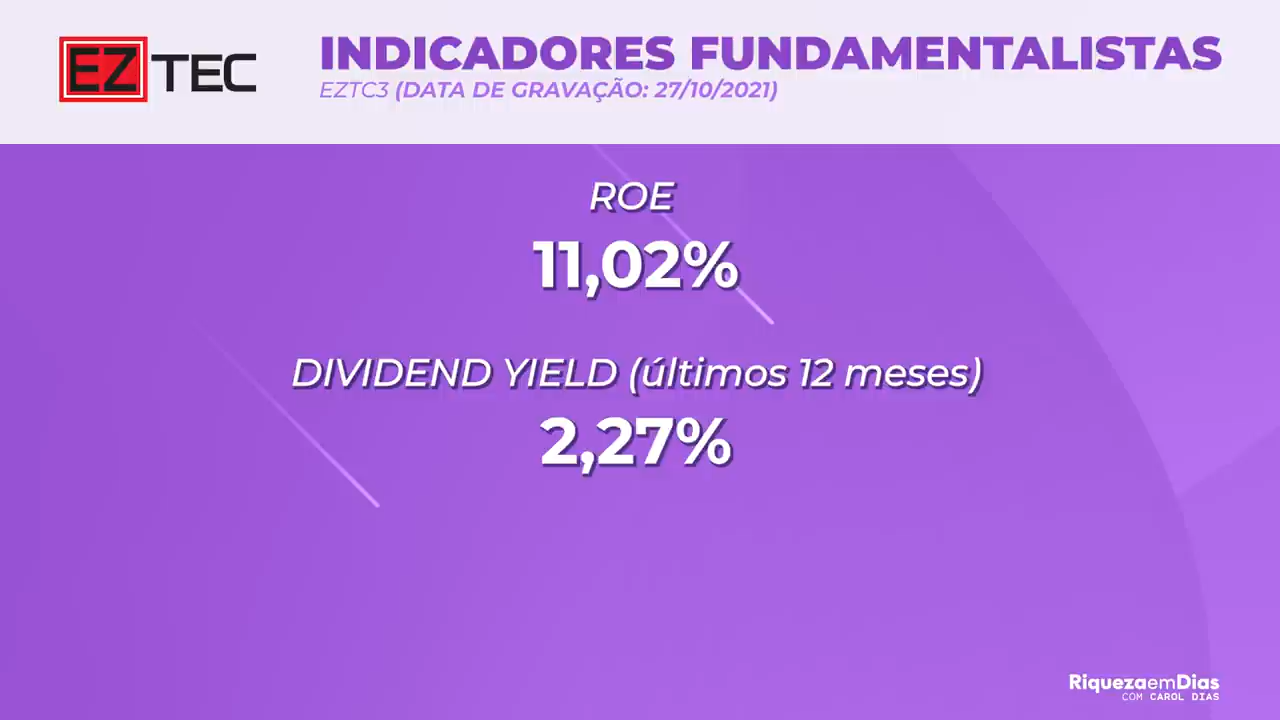 EZTEC
INDICADORES FUNDAMENTALISTAS
EZTC3 (DATA DE GRAVAÇÃO: 27/10/2021)
ROE
11,02%
DIVIDEND YIELD (últimos 12 meses)
2,27%
RiquezaemDias
COM CAROL DIAS